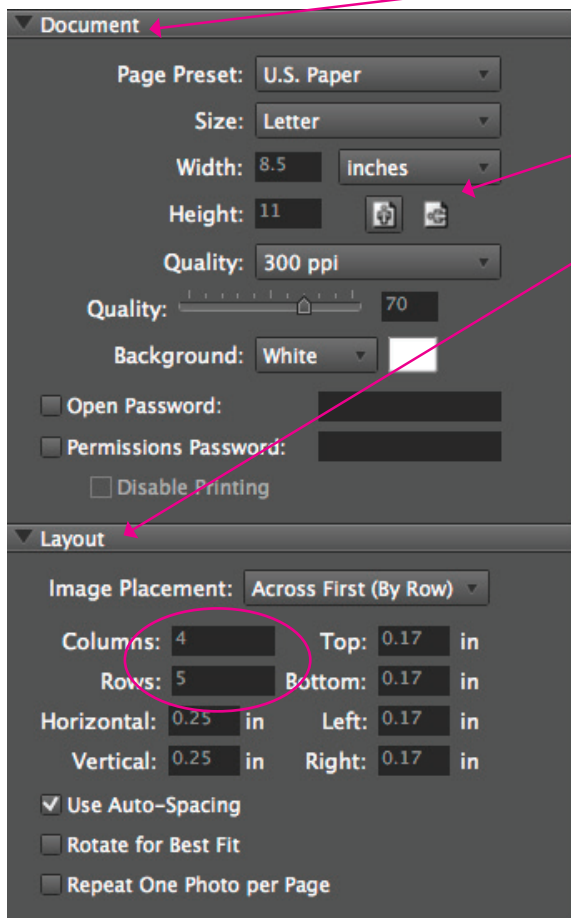 Document
Page Preset: U.S. Paper
Size: Letter
Width: 8.5 inches
Height: 11
Quality: 300 ppi
Quality: 70
Background: White
Open Password:
Permissions Password:
Disable Printing
Layout
Image Placement: Across First (By Row)
Columns: 4 Top: 0.17 in
Rows: 5 Bottom: 0.17 in
Horizontal: 0.25 in Left: 0.17 in
Vertical: 0.25 in Right: 0.17 in
Use Auto-Spacing
Rotate for Best Fit
Repeat One Photo per Page